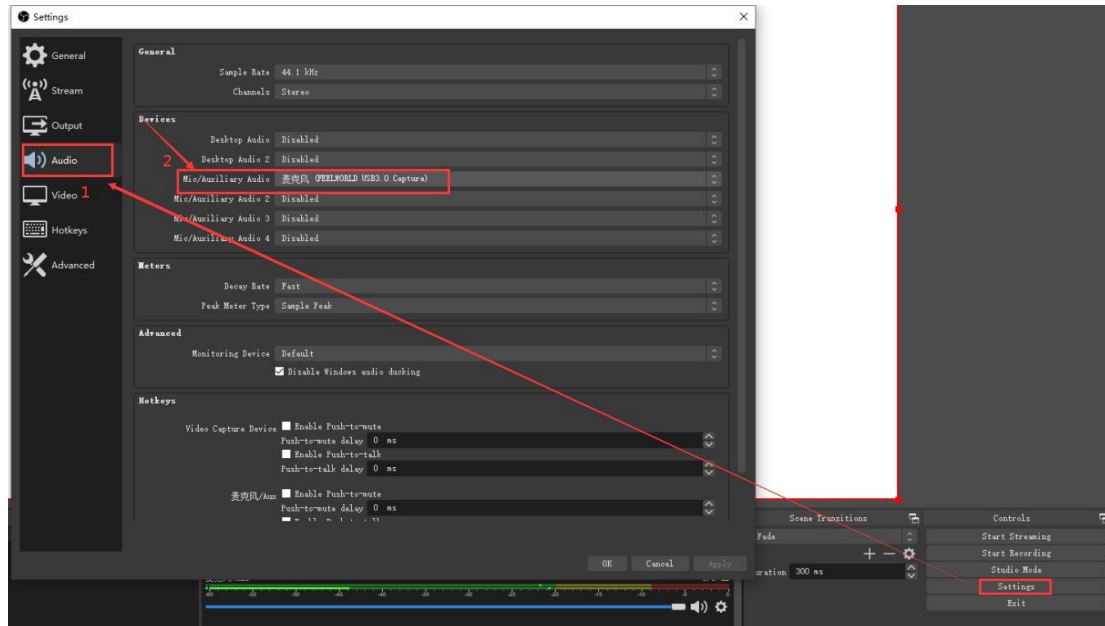 Settings
General
Stream
Output
Audio
Video 1
Hotkeys
Advanced
General
Sample Rate 44.1 kHz
Channels Stereo
Devices
Desktop Audio Disabled
2 Desktop Audio 2 Disabled
Mic/Auxiliary Audio 麦克风 (FEELWORLD USB3.0 Capture)
Mic/Auxiliary Audio 2 Disabled
Mic/Auxiliary Audio 3 Disabled
Mic/Auxiliary Audio 4 Disabled
Meters
Decay Rate Fast
Peak Meter Type Sample Peak
Advanced
Monitoring Device Default
Disable Windows audio ducking
Hotkeys
Video Capture Device Enable Push-to-mute
Push-to-mute delay 0 ms
Enable Push-to-talk
Push-to-talk delay 0 ms
麦克风/Aux Enable Push-to-mute
Push-to-mute delay 0 ms
OK Cancel Apply
Scene Transitions
Fade
uration 300 ms
Controls
Start Streaming
Start Recording
Studio Mode
Settings
Exit